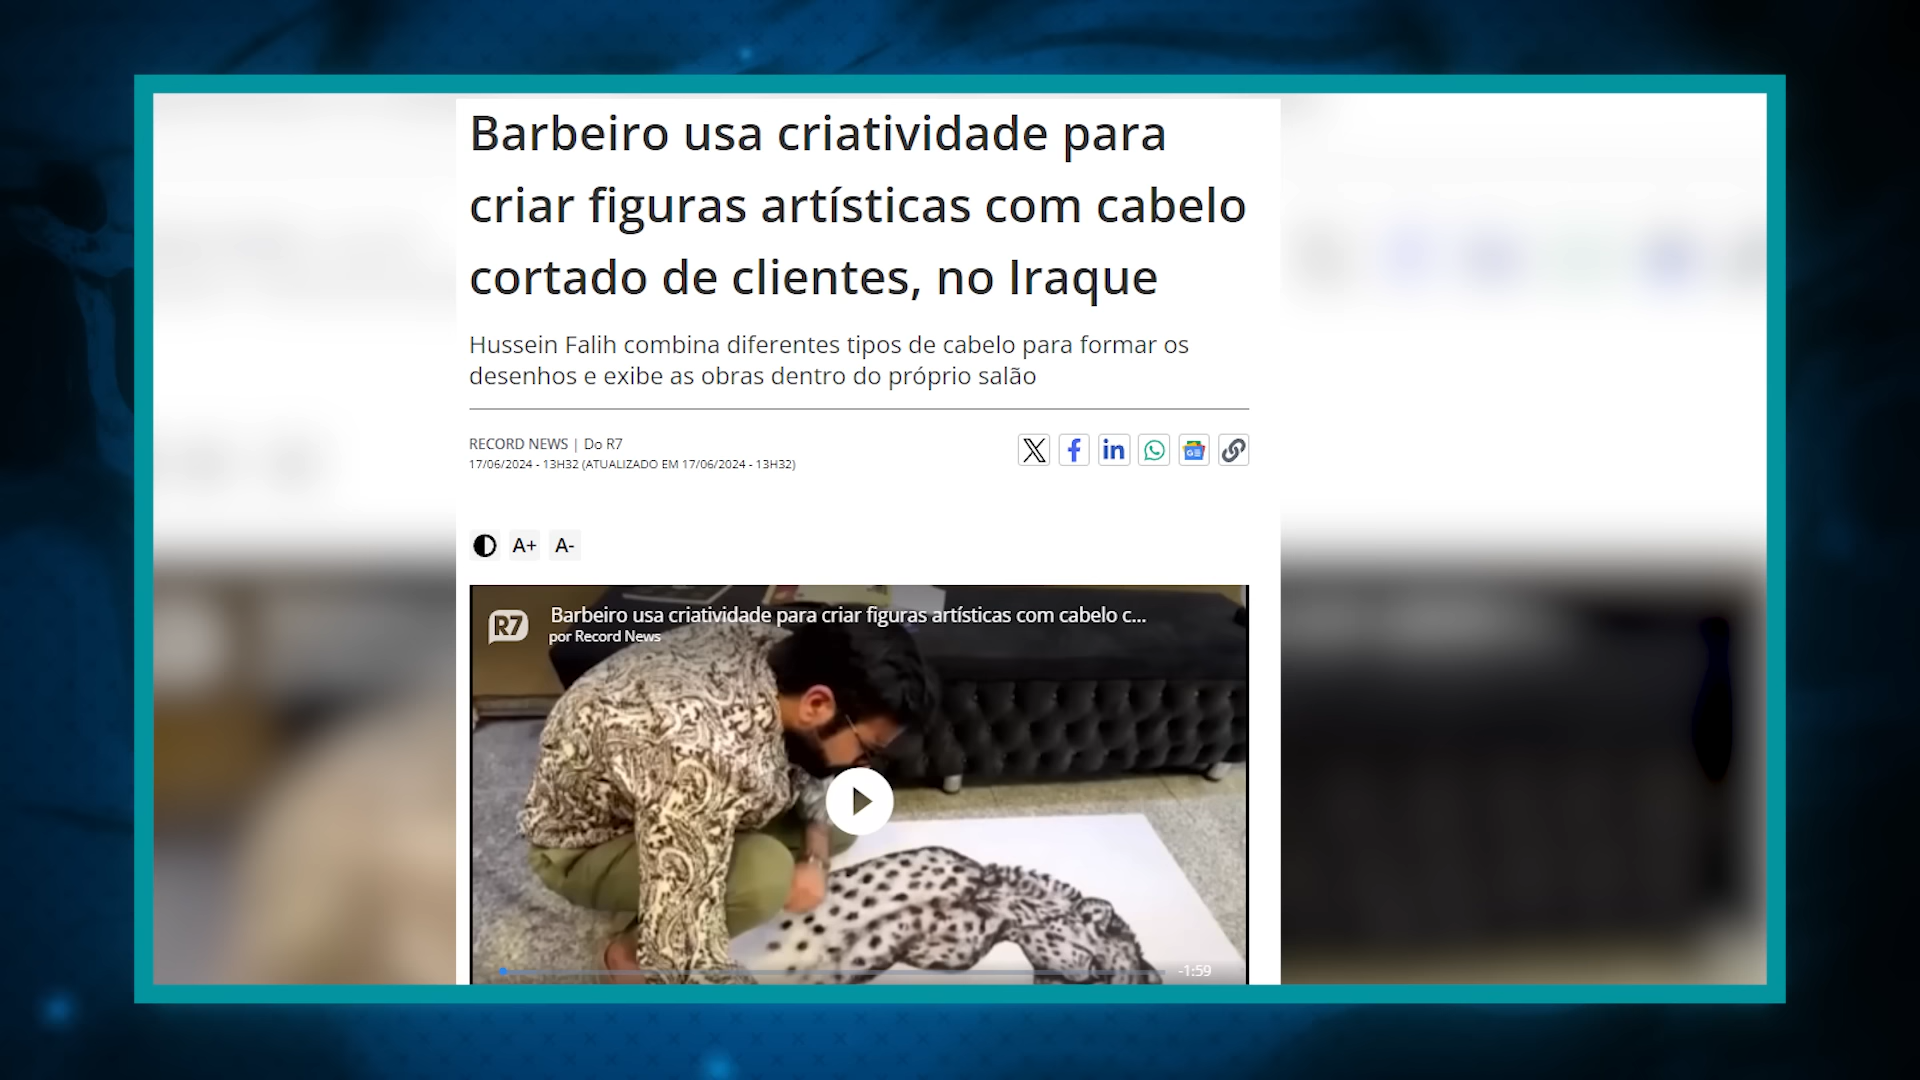 Barbeiro usa criatividade para
criar figuras artísticas com cabelo
cortado de clientes, no Iraque
Hussein Falih combina diferentes tipos de cabelo para formar os
desenhos e exibe as obras dentro do próprio salão
RECORD NEWS | Do R7
17/06/2024 - 13H32 (ATUALIZADO EM 17/06/2024 - 13H32)
A+ A-
R7 Barbeiro usa criatividade para criar figuras artísticas com cabelo c...
por Record News
-1:59